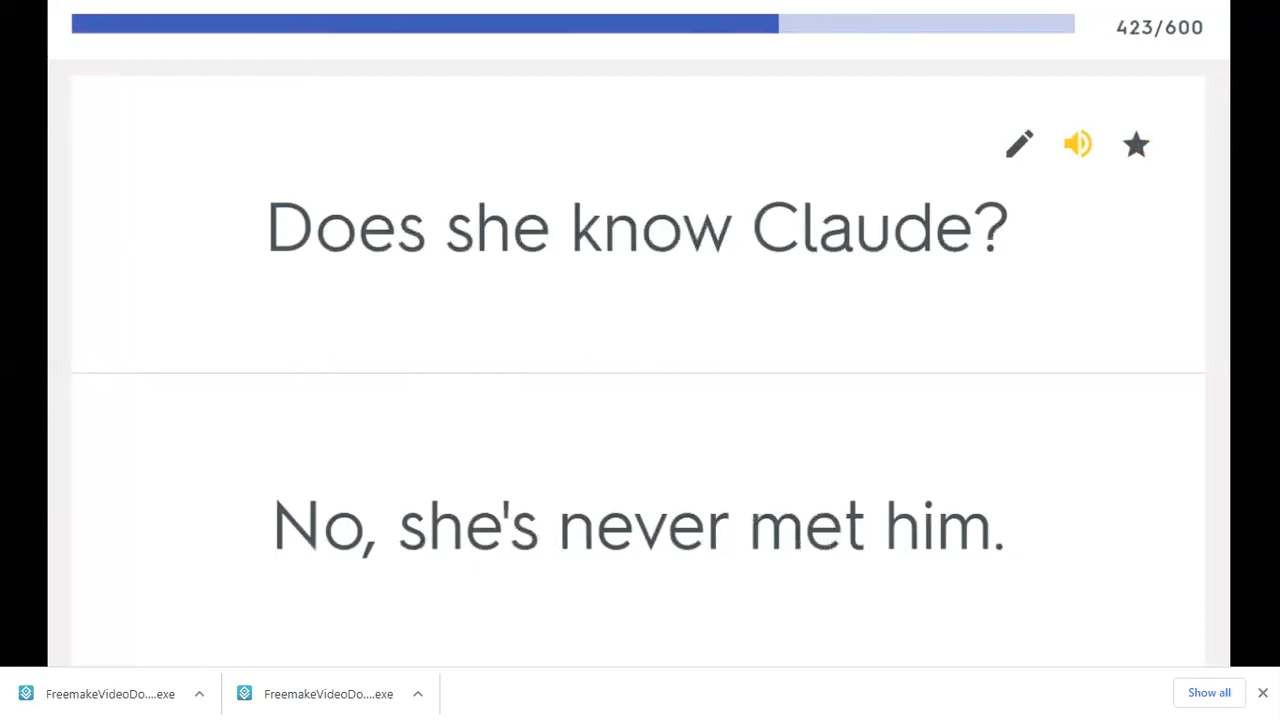 423/600
Does she know Claude?
No, she's never met him.
FreemakeVideoDo....exe
FreemakeVideoDo....exe
Show all